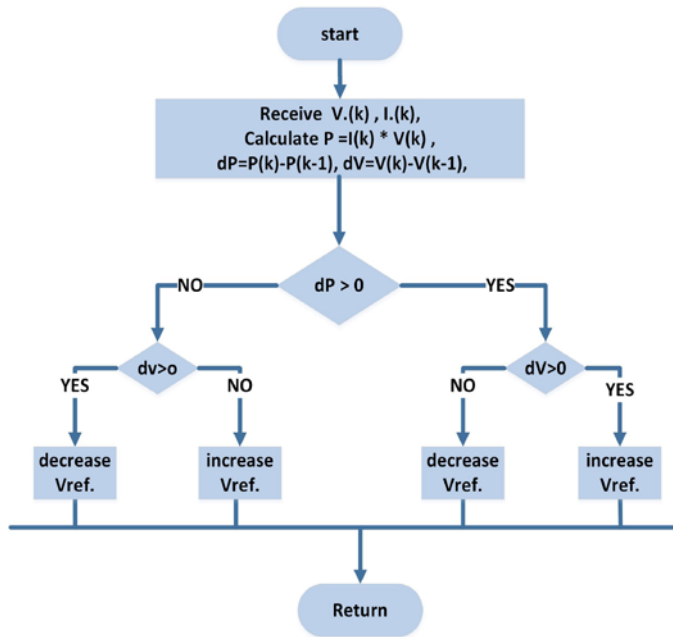 start
Receive V.(k) , I.(k),
Calculate P =I(k) * V(k) ,
dP=P(k)-P(k-1), dV=V(k)-V(k-1),
dP > 0
NO
YES
dv>o
dV>0
YES
NO
NO
YES
decrease
Vref.
increase
Vref.
decrease
Vref.
increase
Vref.
Return